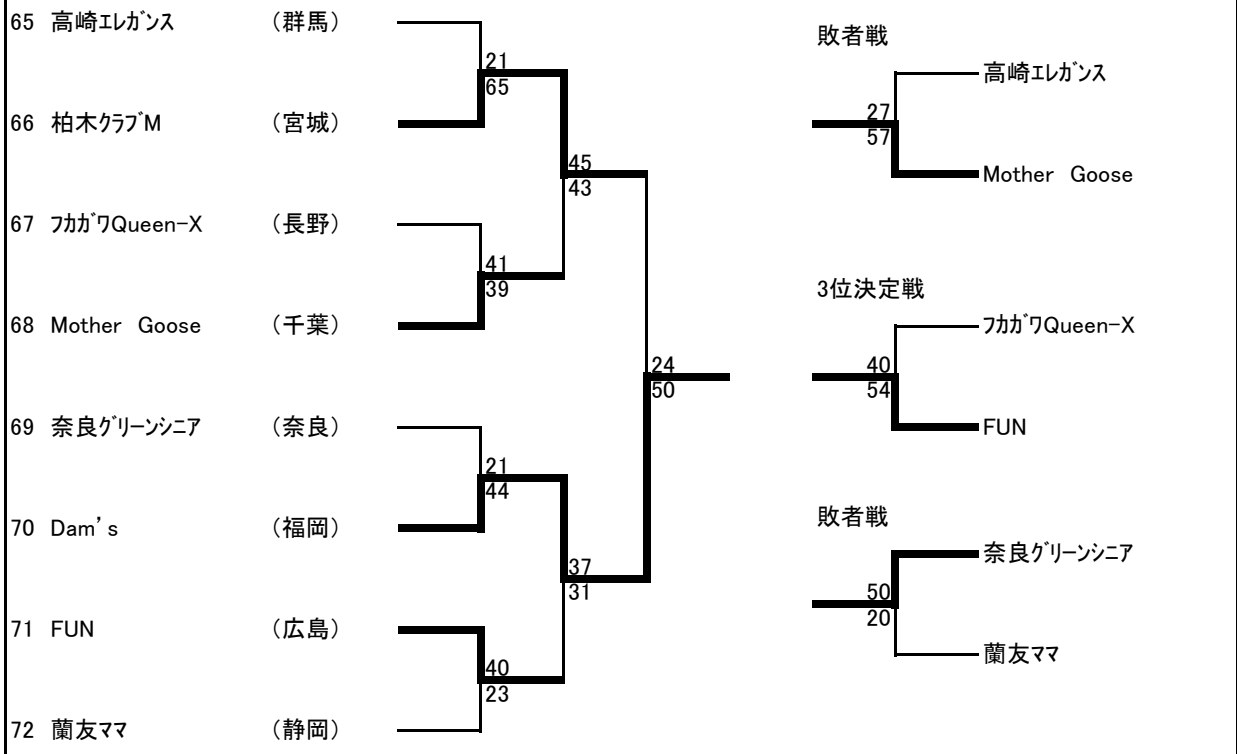 65 高崎ｴﾚｶﾞﾝｽ （群馬）
敗者戦
21
65
高崎ｴﾚｶﾞﾝｽ
66 柏木ｸﾗﾌﾞM （宮城）
27
57
45
43
Mother Goose
67 ﾌｶｶﾞﾜQueen-X （長野）
41
39
3位決定戦
68 Mother Goose （千葉）
ﾌｶｶﾞﾜQueen-X
24
50
40
54
69 奈良ｸﾞﾘｰﾝｼﾆｱ （奈良）
FUN
21
44
70 Dam's （福岡）
敗者戦
奈良ｸﾞﾘｰﾝｼﾆｱ
37
31
50
20
71 FUN （広島）
蘭友ﾏﾏ
40
23
72 蘭友ﾏﾏ （静岡）